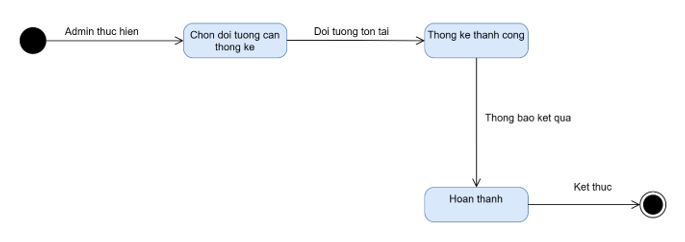 Admin thuc hien
Chon doi tuong can
thong ke
Doi tuong ton tai
Thong ke thanh cong
Thong bao ket qua
Hoan thanh
Ket thuc